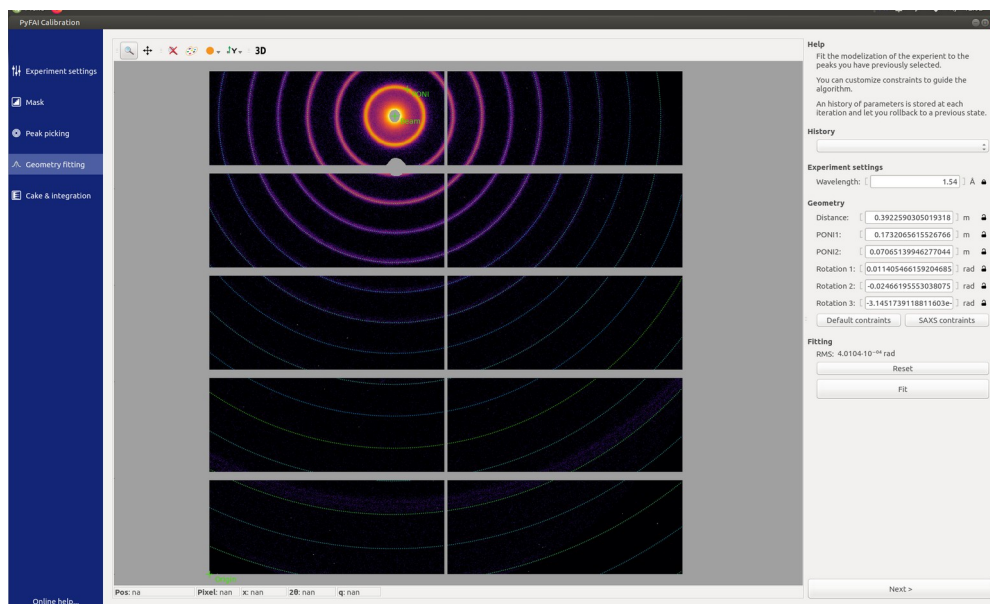 PyFAI Calibration
Experiment settings
Mask
Peak picking
Geometry fitting
Cake & integration
Online help...
3D
PONI
Beam
Pos: na
Pixel: nan
x: nan
2θ: nan
q: nan
Help
Fit the modelization of the experient to the
peaks you have previously selected.
You can customize constraints to guide the
algorithm.
An history of parameters is stored at each
iteration and let you rollback to a previous state.
History
Experiment settings
Wavelength: [ 1.54 ] Å
Geometry
Distance: [ 0.3922590305019318 ] m
PONI1: [ 0.1732065615526766 ] m
PONI2: [ 0.07065139946277044 ] m
Rotation 1: [ 0.011405466159204685 ] rad
Rotation 2: [ -0.02466195553038075 ] rad
Rotation 3: [ -3.1451739118811603e- ] rad
Default contraints
SAXS contraints
Fitting
RMS: 4.0104·10⁻⁰⁴ rad
Reset
Fit
Next >